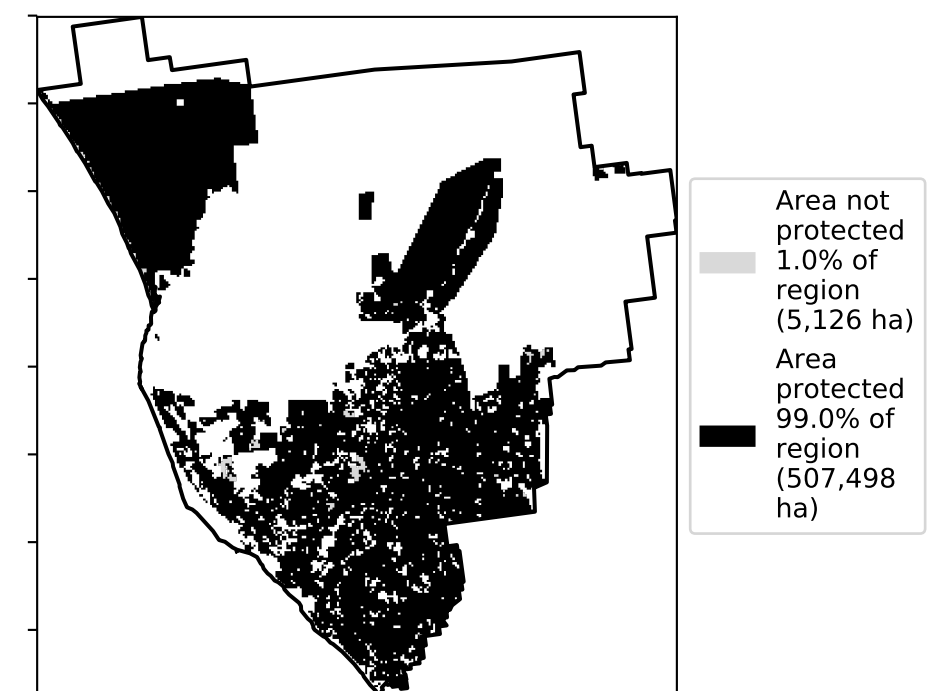 Area not
protected
1.0% of
region
(5,126 ha)
Area
protected
99.0% of
region
(507,498
ha)